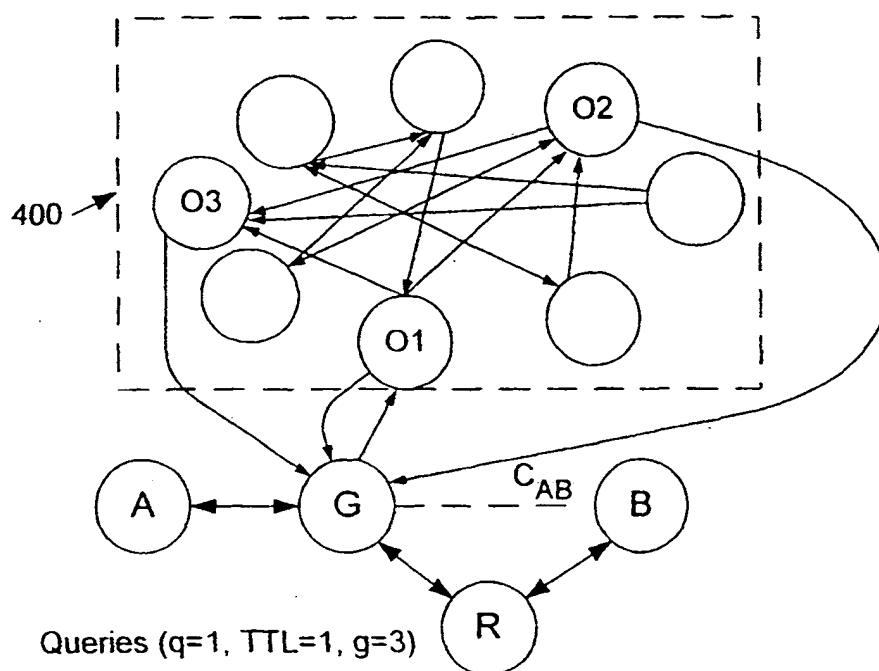 O2
O3
400
O1
C_AB
A
G
B
R
Queries (q=1, TTL=1, g=3)